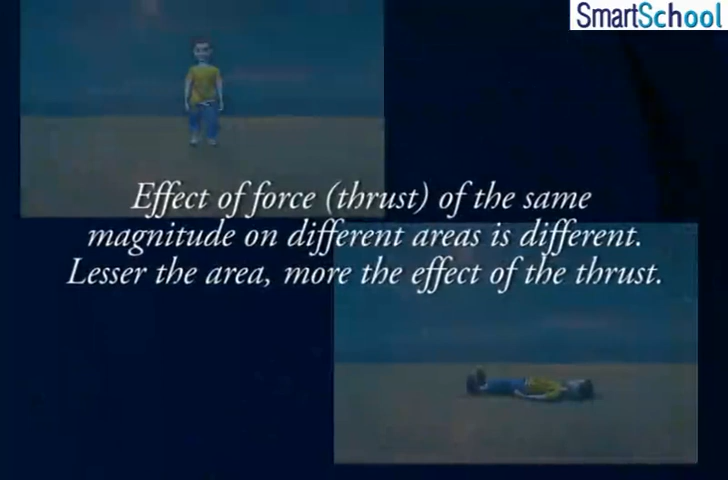 SmartSchool
Effect of force (thrust) of the same
magnitude on different areas is different.
Lesser the area, more the effect of the thrust.